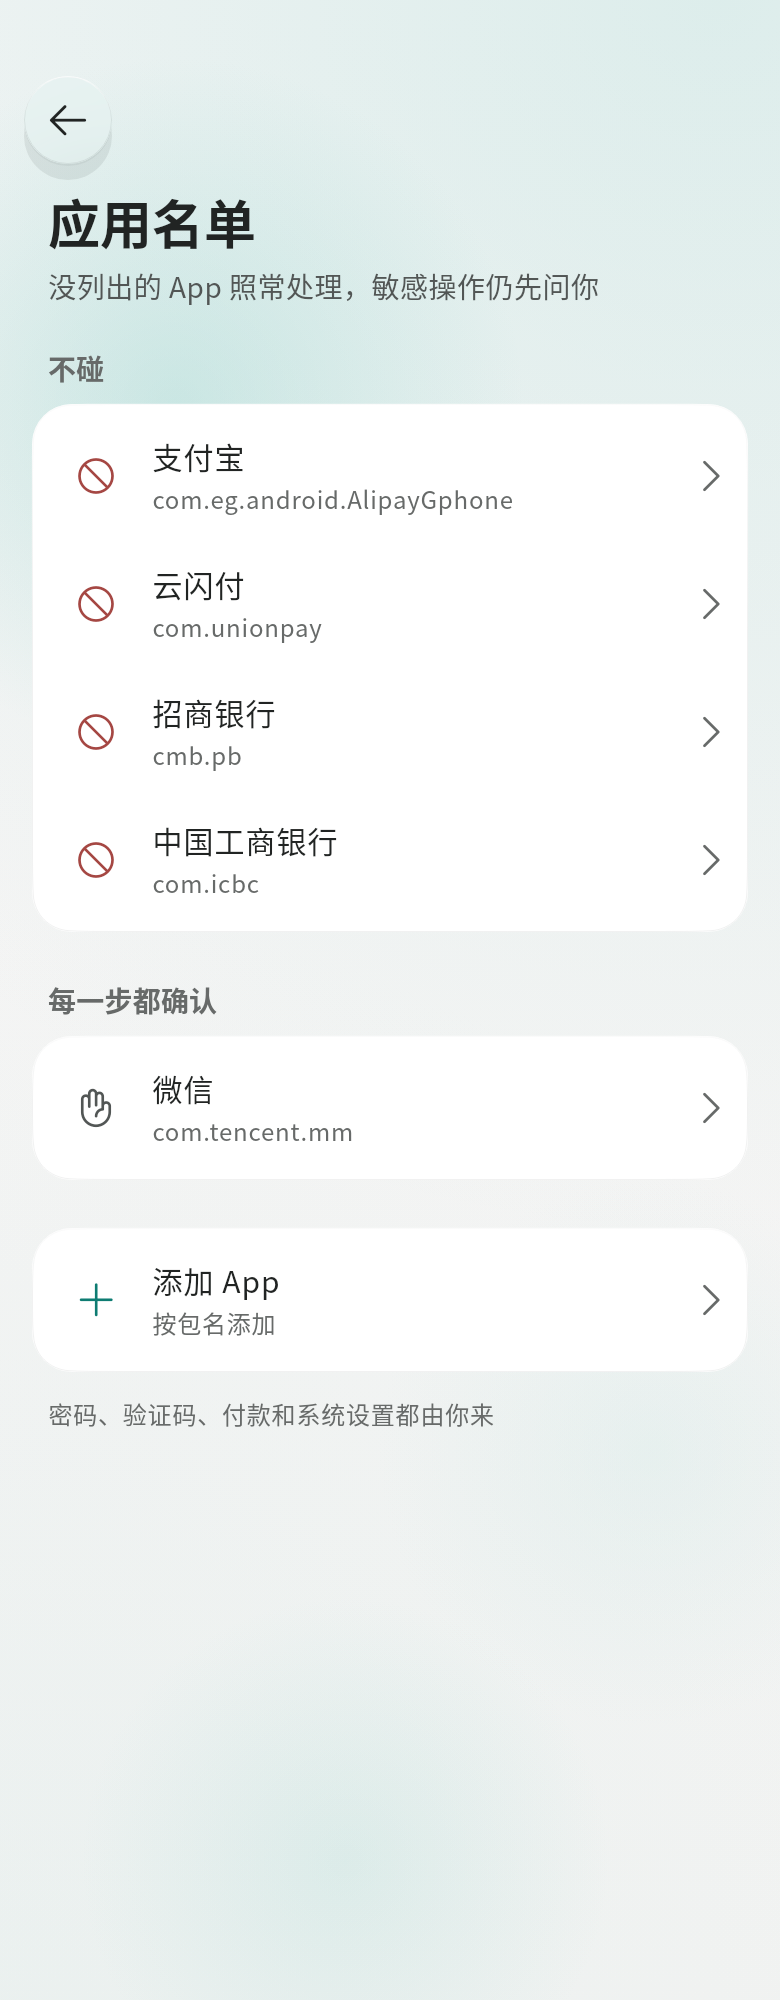 应用名单
没列出的 App 照常处理，敏感操作仍先问你
不碰
支付宝
com.eg.android.AlipayGphone
云闪付
com.unionpay
招商银行
cmb.pb
中国工商银行
com.icbc
每一步都确认
微信
com.tencent.mm
添加 App
按包名添加
密码、验证码、付款和系统设置都由你来